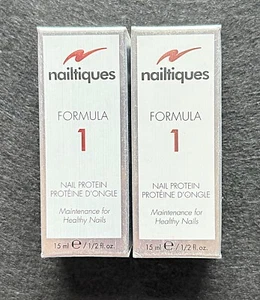 nailtiques
FORMULA
1
NAIL PROTEIN
PROTÉINE D'ONGLE
Maintenance for
Healthy Nails
15 ml ℮ / 1/2 fl. oz.
nailtiques
FORMULA
1
NAIL PROTEIN
PROTÉINE D'ONGLE
Maintenance for
Healthy Nails
15 ml ℮ / 1/2 fl. oz.